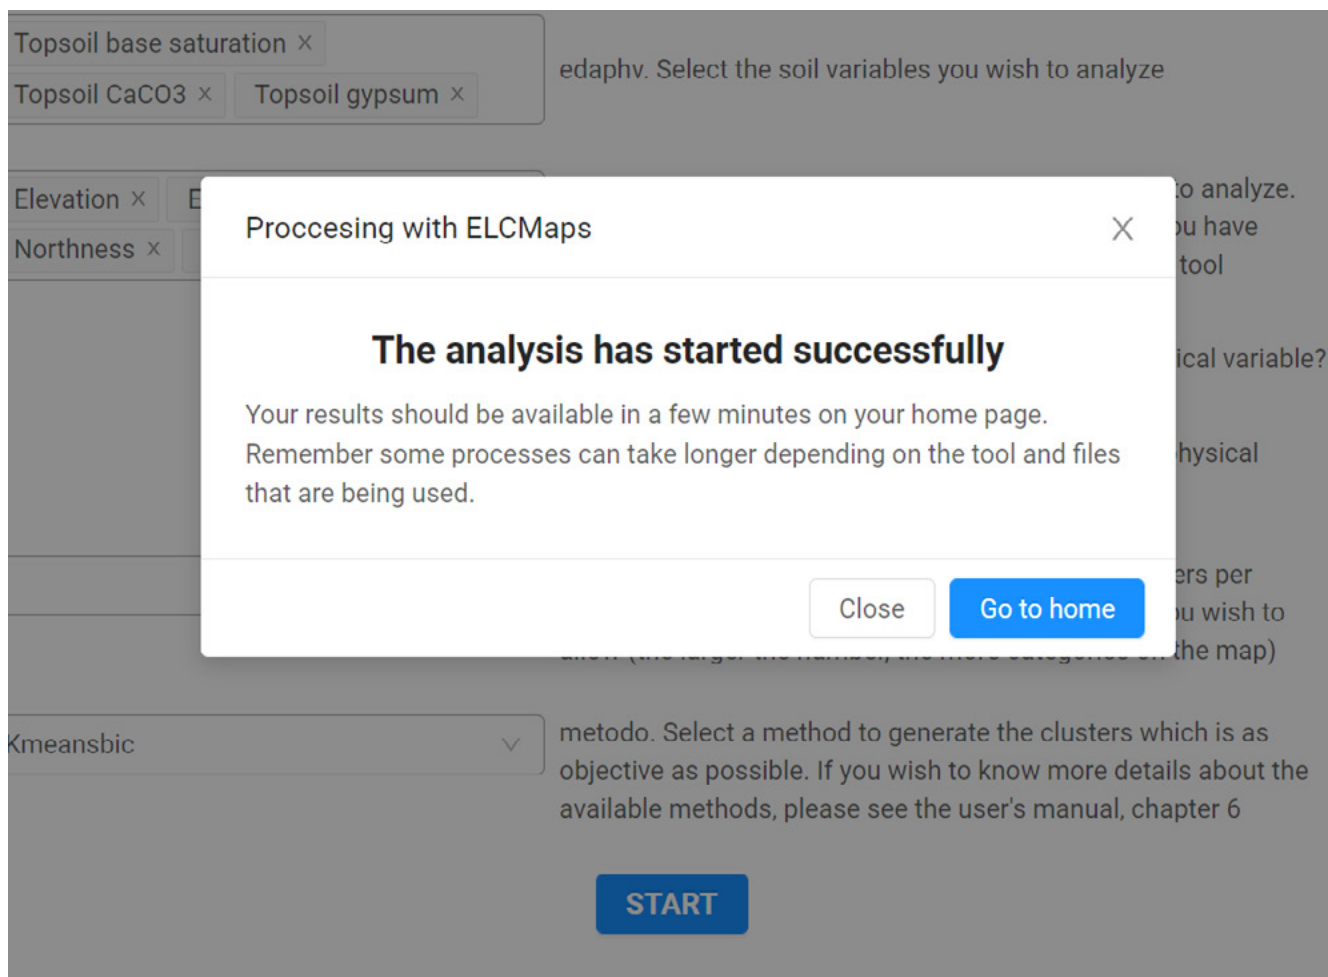 Topsoil base saturation ×
Topsoil CaCO3 × Topsoil gypsum ×
edaphv. Select the soil variables you wish to analyze
Elevation × E
Northness ×
to analyze.
ou have
tool
Proccesing with ELCMaps
The analysis has started successfully
Your results should be available in a few minutes on your home page.
Remember some processes can take longer depending on the tool and files
that are being used.
Close Go to home
ical variable?
hysical
ers per
ou wish to
the map)
Kmeansbic
metodo. Select a method to generate the clusters which is as
objective as possible. If you wish to know more details about the
available methods, please see the user's manual, chapter 6
START